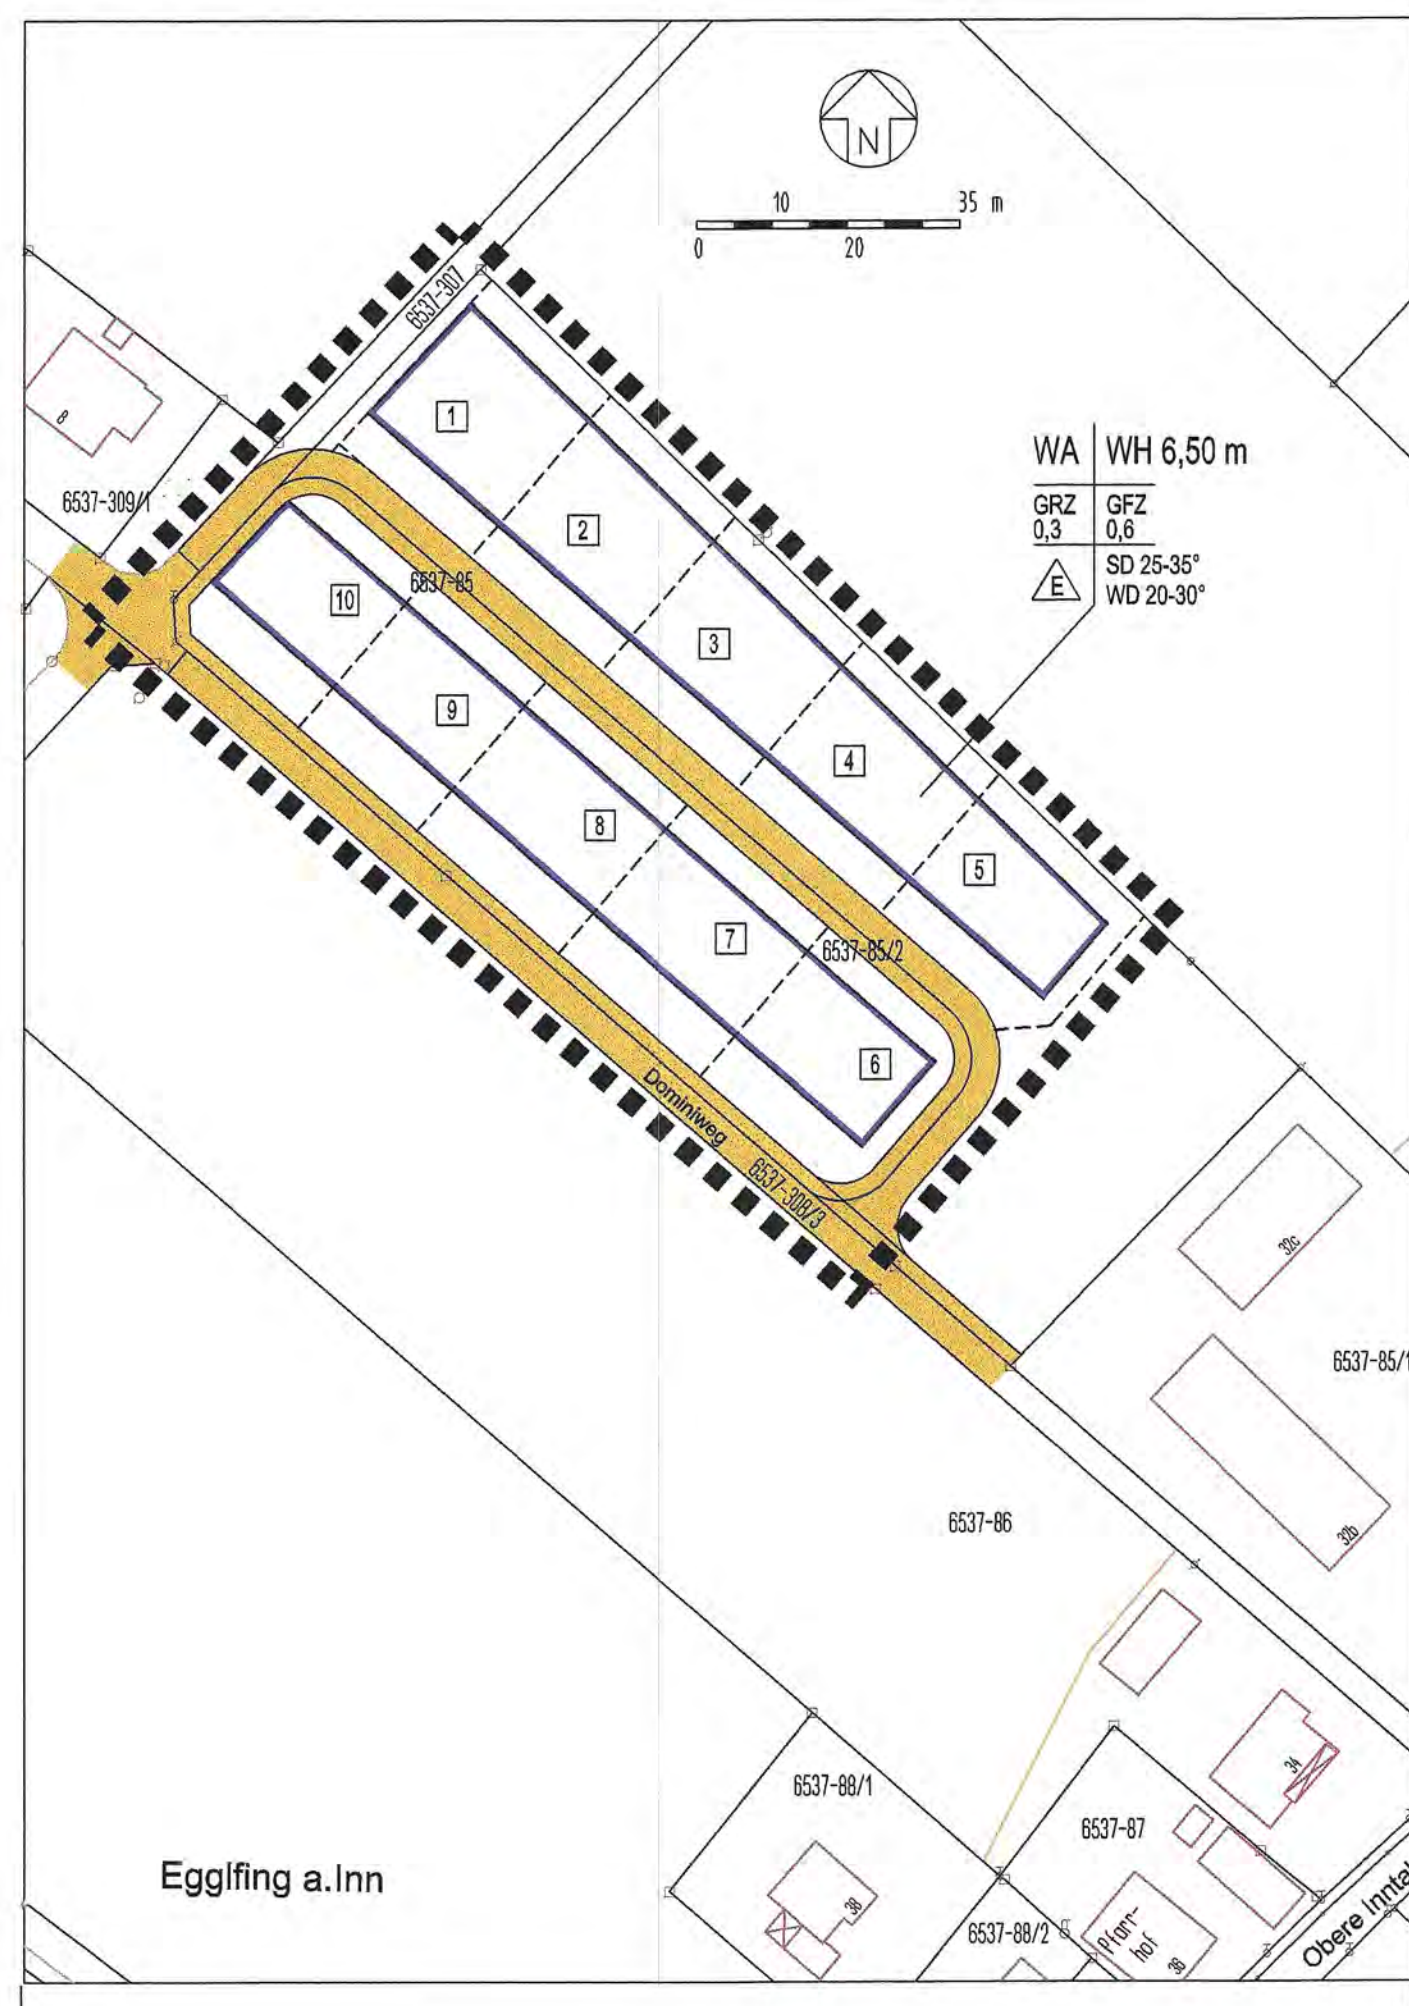 N
10 35 m
0 20
6537-307
WA WH 6,50 m
GRZ GFZ
0,3 0,6
E SD 25-35°
WD 20-30°
8
6537-309/1
1
2
6537-85
10
3
9
4
8
5
7
6537-85/2
6
Dominiweg
6537-308/3
32c
6537-85/1
6537-86
32b
34
6537-88/1
6537-87
Egglfing a.Inn
38
6537-88/2
Pfarr-
hof
36
Obere Inntal